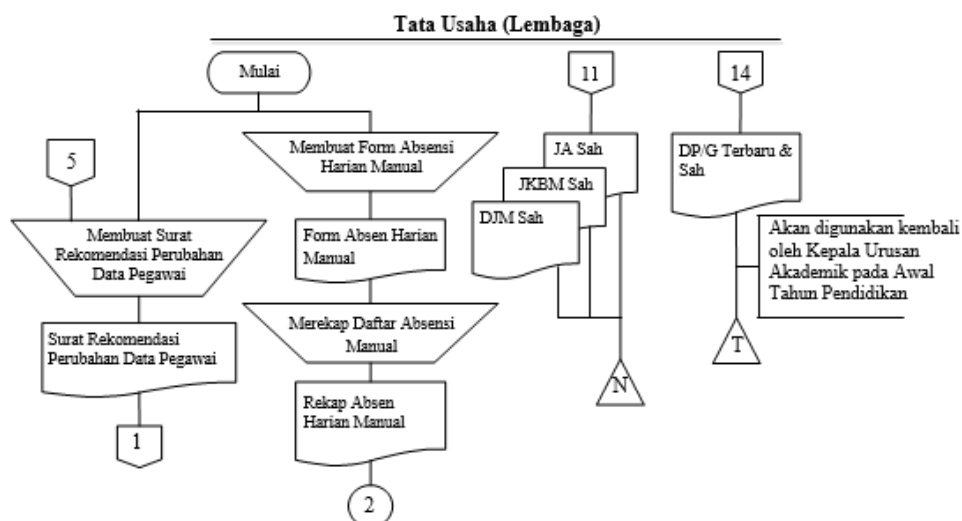 Tata Usaha (Lembaga)
Mulai
11
14
5
Membuat Form Absensi
Harian Manual
JA Sah
JKBM Sah
DJM Sah
DP/G Terbaru &
Sah
Membuat Surat
Rekomendasi Perubahan
Data Pegawai
Form Absen Harian
Manual
Akan digunakan kembali
oleh Kepala Urusan
Akademik pada Awal
Tahun Pendidikan
Merekap Daftar Absensi
Manual
Surat Rekomendasi
Perubahan Data Pegawai
T
N
Rekap Absen
Harian Manual
1
2